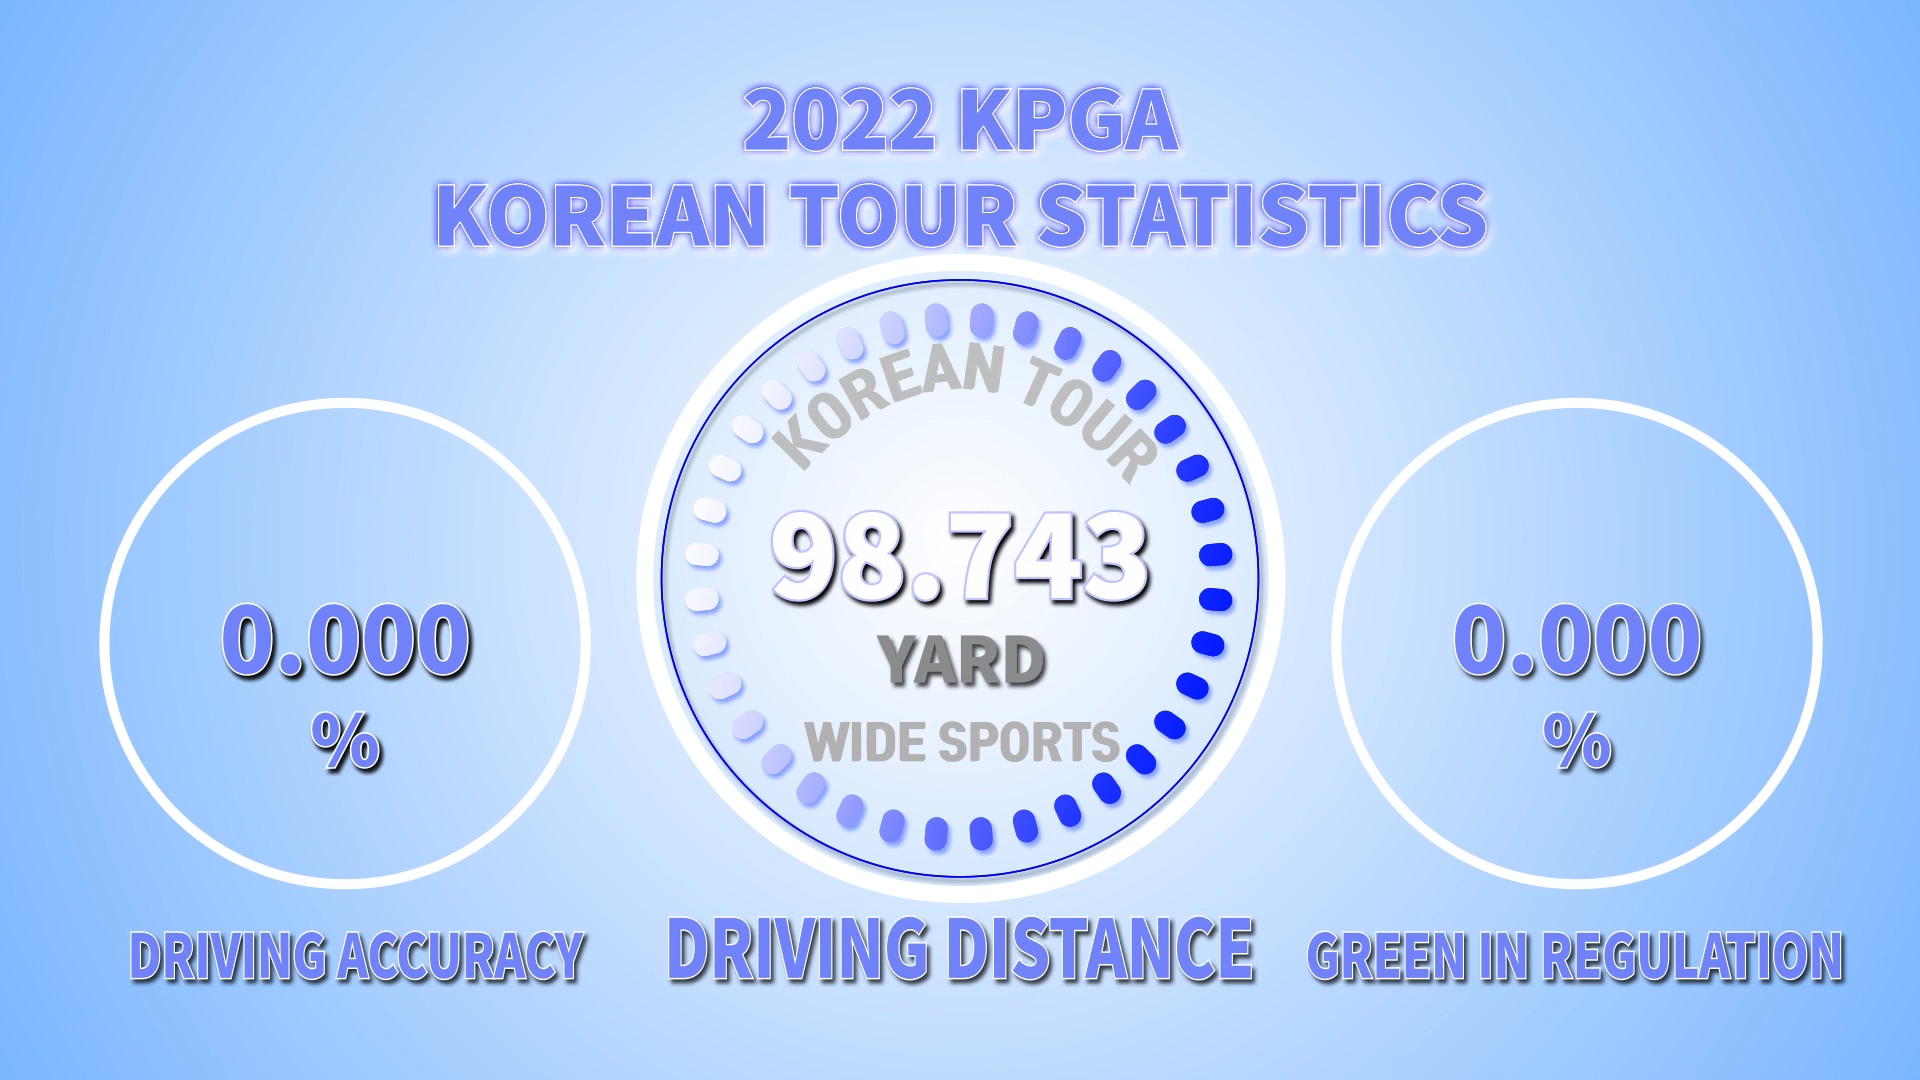 2022 KPGA
KOREAN TOUR STATISTICS
KOREAN TOUR
98.743
YARD
WIDE SPORTS
0.000
%
0.000
%
DRIVING ACCURACY
DRIVING DISTANCE
GREEN IN REGULATION